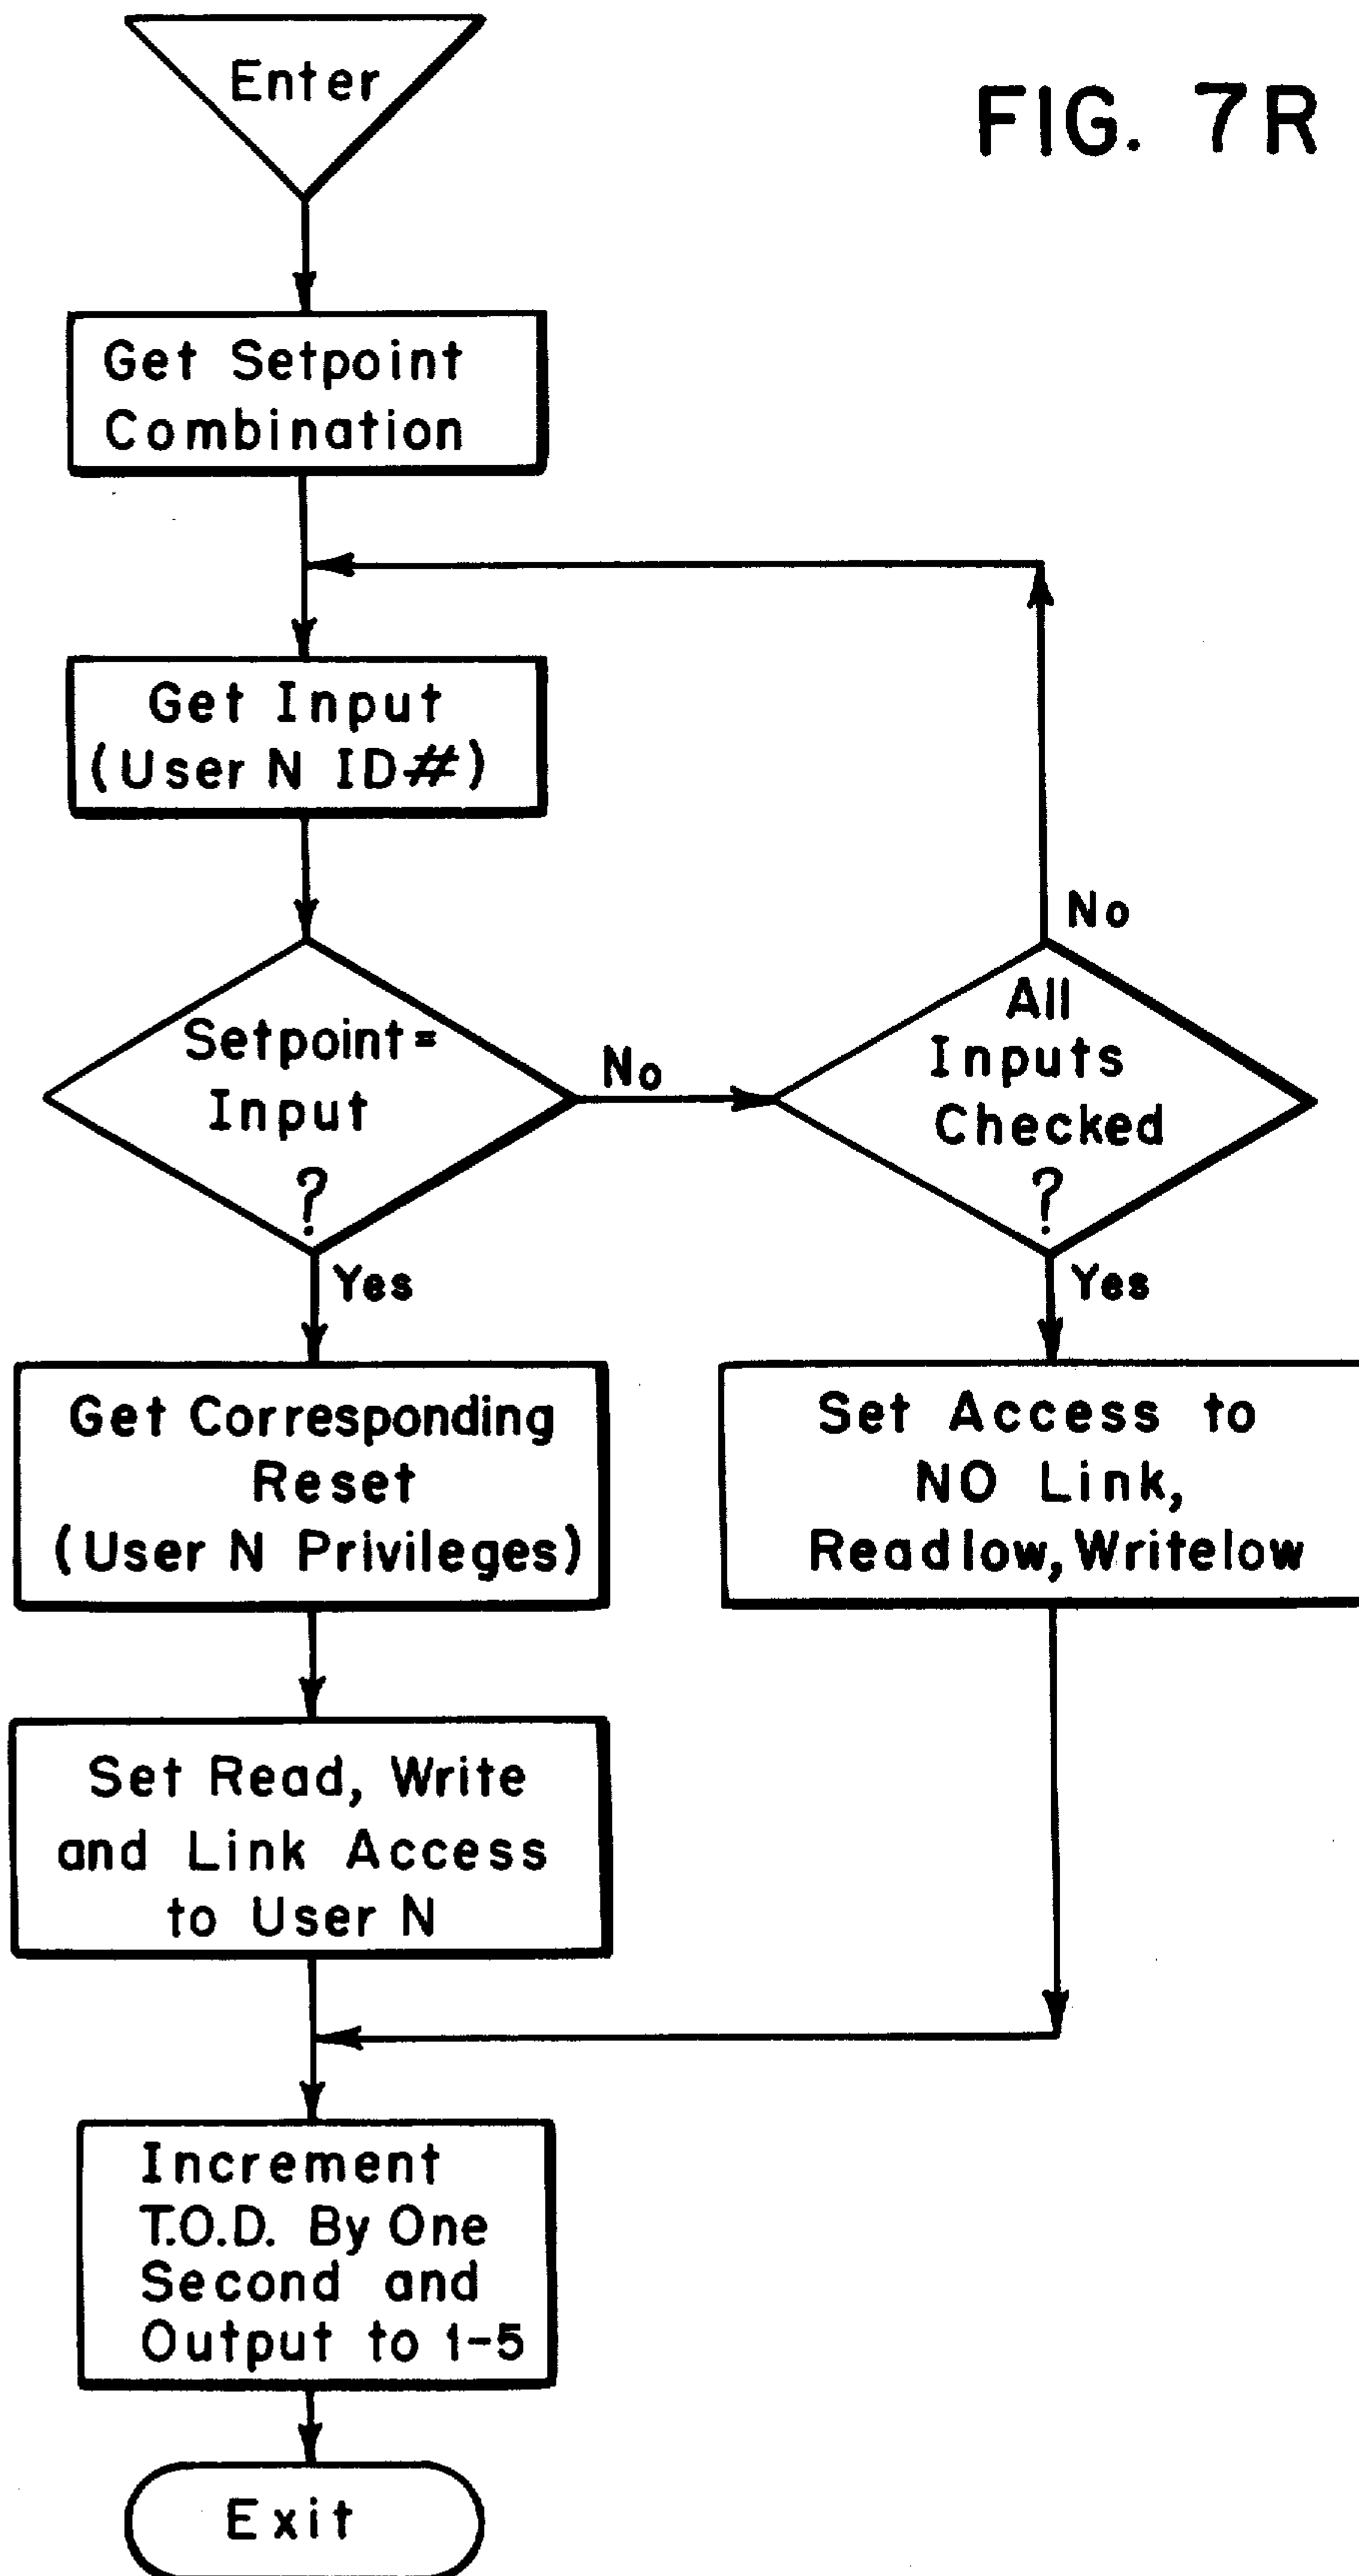 Enter
FIG. 7R
Get Setpoint
Combination
Get Input
(User N ID#)
Setpoint=
Input
?
No
Yes
All
Inputs
Checked
?
No
Yes
Get Corresponding
Reset
(User N Privileges)
Set Access to
NO Link,
Readlow, Writelow
Set Read, Write
and Link Access
to User N
Increment
T.O.D. By One
Second and
Output to 1-5
Exit